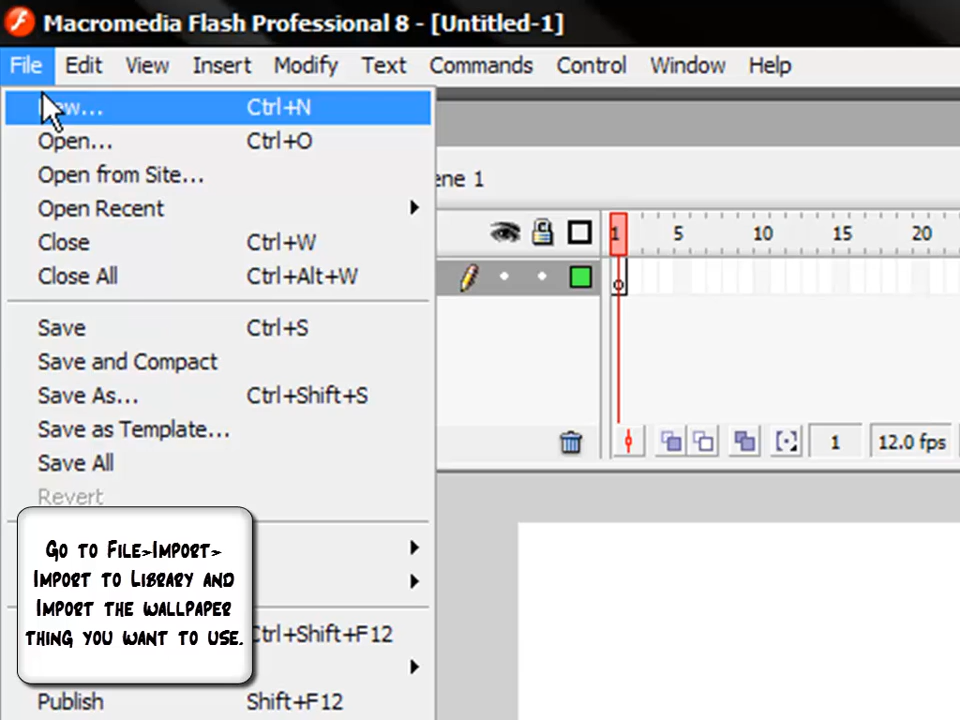 Macromedia Flash Professional 8 - [Untitled-1]
File Edit View Insert Modify Text Commands Control Window Help
Ctrl+N
Open... Ctrl+O
Open from Site...
ene 1
Open Recent
1 5 10 15 20
Close Ctrl+W
Close All Ctrl+Alt+W
Save Ctrl+S
Save and Compact
Save As... Ctrl+Shift+S
Save as Template...
Save All
1 12.0 fps
Revert
Go to File>Import>
Import to Library and
Import the wallpaper
thing you want to use.
Ctrl+Shift+F12
Publish Shift+F12